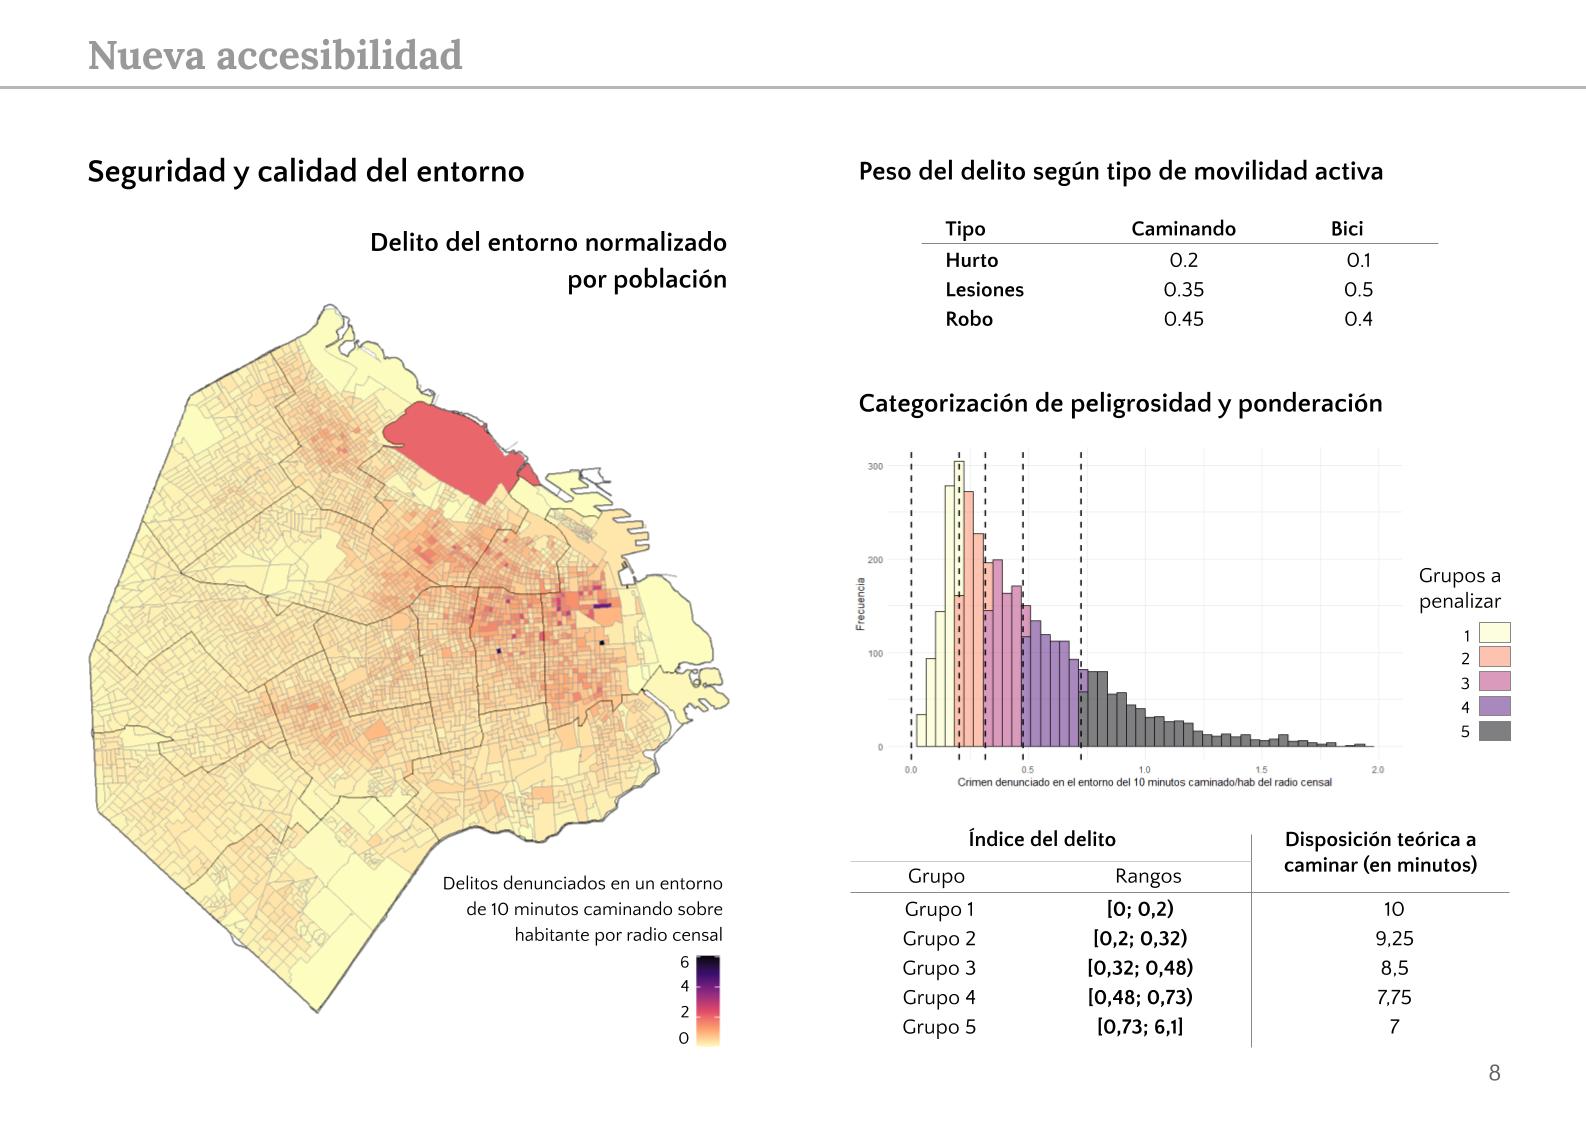 Nueva accesibilidad
Seguridad y calidad del entorno
Delito del entorno normalizado
por población
Delitos denunciados en un entorno
de 10 minutos caminando sobre
habitante por radio censal
6
4
2
0
Peso del delito según tipo de movilidad activa
Tipo Caminando Bici
Hurto 0.2 0.1
Lesiones 0.35 0.5
Robo 0.45 0.4
Categorización de peligrosidad y ponderación
300
200
100
0
Frecuencia
0.0 0.5 1.0 1.5 2.0
Crimen denunciado en el entorno del 10 minutos caminado/hab del radio censal
Grupos a
penalizar
1
2
3
4
5
Índice del delito
Disposición teórica a
caminar (en minutos)
Grupo Rangos
Grupo 1 [0; 0,2) 10
Grupo 2 [0,2; 0,32) 9,25
Grupo 3 [0,32; 0,48) 8,5
Grupo 4 [0,48; 0,73) 7,75
Grupo 5 [0,73; 6,1] 7
8